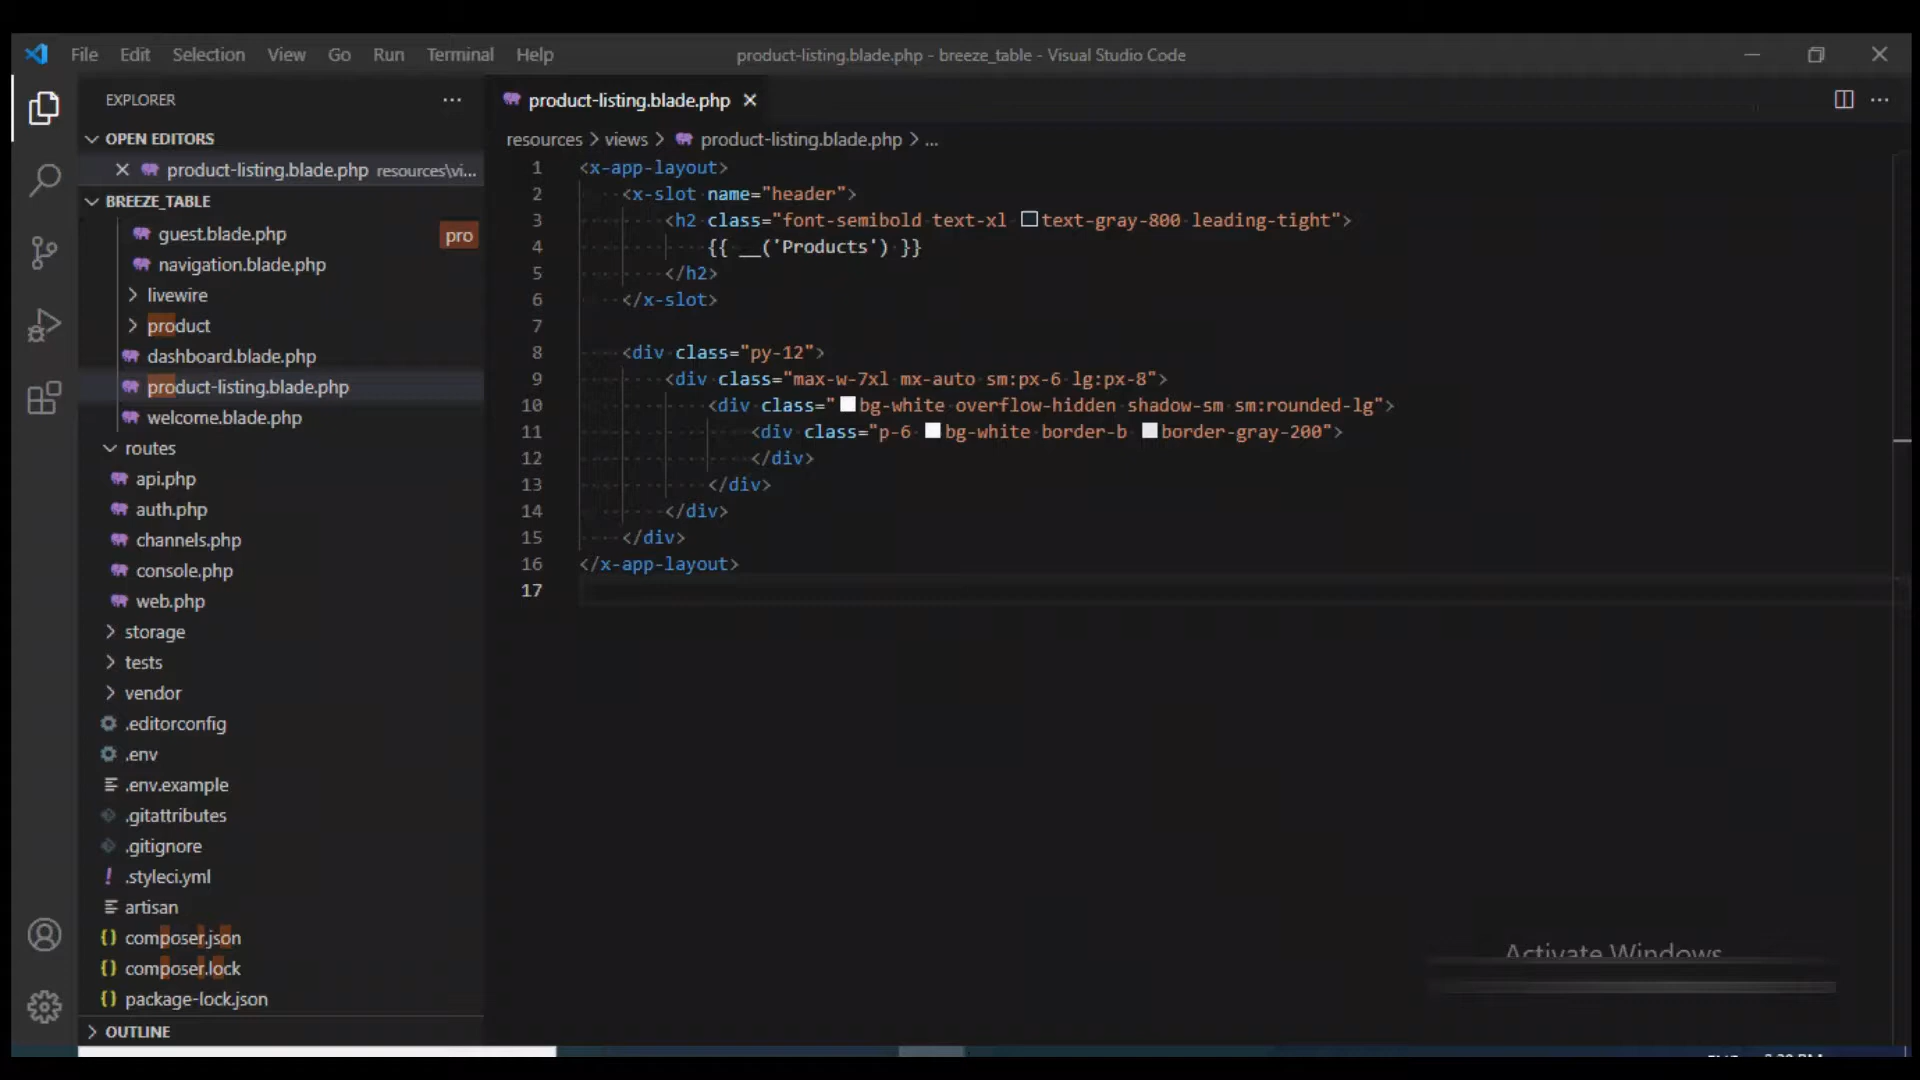 File Edit Selection View Go Run Terminal Help product-listing.blade.php - breeze_table - Visual Studio Code
EXPLORER
OPEN EDITORS
product-listing.blade.php resources\vi...
BREEZE_TABLE
guest.blade.php
pro
navigation.blade.php
livewire
product
dashboard.blade.php
product-listing.blade.php
welcome.blade.php
routes
api.php
auth.php
channels.php
console.php
web.php
storage
tests
vendor
.editorconfig
.env
.env.example
.gitattributes
.gitignore
.styleci.yml
artisan
composer.json
composer.lock
package-lock.json
OUTLINE
product-listing.blade.php
resources > views > product-listing.blade.php > ...
1 <x-app-layout>
2 <x-slot name="header">
3 <h2 class="font-semibold text-xl text-gray-800 leading-tight">
4 {{ __('Products') }}
5 </h2>
6 </x-slot>
7
8 <div class="py-12">
9 <div class="max-w-7xl mx-auto sm:px-6 lg:px-8">
10 <div class="bg-white overflow-hidden shadow-sm sm:rounded-lg">
11 <div class="p-6 bg-white border-b border-gray-200">
12 </div>
13 </div>
14 </div>
15 </div>
16 </x-app-layout>
17
Activate Windows